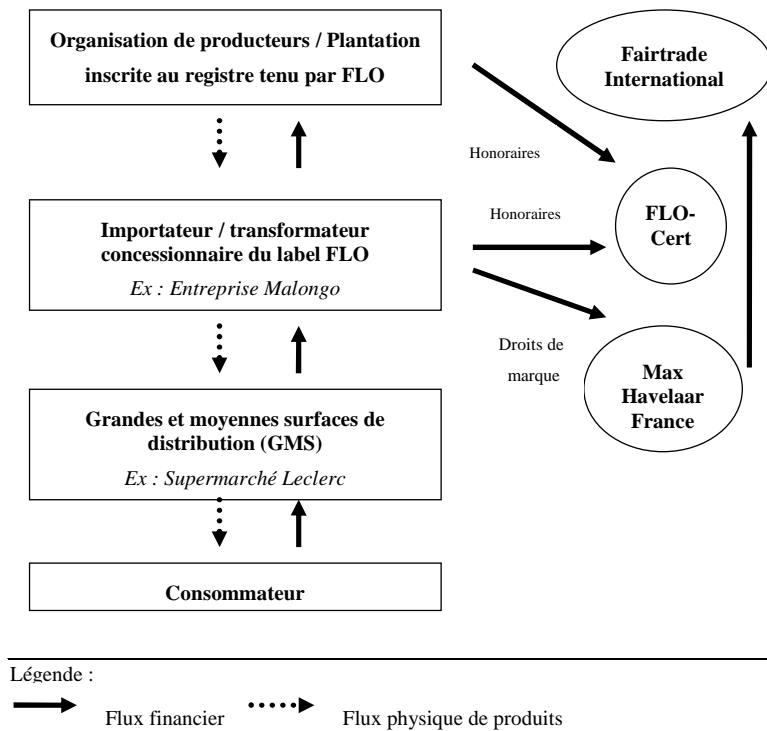 Organisation de producteurs / Plantation
inscrite au registre tenu par FLO
Fairtrade
International
Honoraires
Honoraires
FLO-
Cert
Importateur / transformateur
concessionnaire du label FLO
Ex : Entreprise Malongo
Droits de
marque
Max
Havelaar
France
Grandes et moyennes surfaces de
distribution (GMS)
Ex : Supermarché Leclerc
Consommateur
Légende :
Flux financier
Flux physique de produits